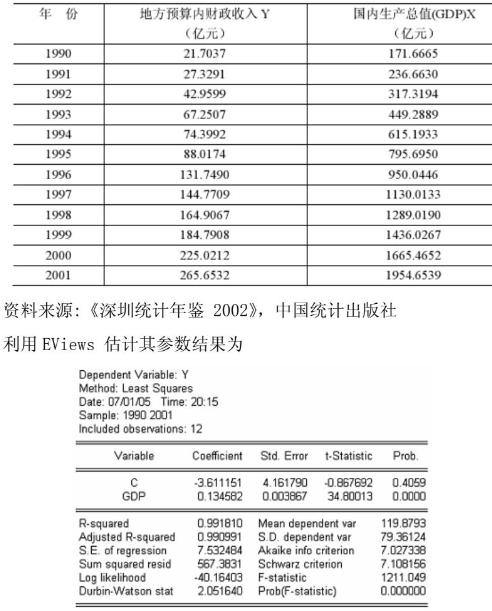 年 份 地方预算内财政收入 Y 国内生产总值(GDP)X
（亿元） （亿元）
1990 21.7037 171.6665
1991 27.3291 236.6630
1992 42.9599 317.3194
1993 67.2507 449.2889
1994 74.3992 615.1933
1995 88.0174 795.6950
1996 131.7490 950.0446
1997 144.7709 1130.0133
1998 164.9067 1289.0190
1999 184.7908 1436.0267
2000 225.0212 1665.4652
2001 265.6532 1954.6539
资料来源:《深圳统计年鉴 2002》，中国统计出版社
利用 EViews 估计其参数结果为
Dependent Variable: Y
Method: Least Squares
Date: 07/01/05 Time: 20:15
Sample: 1990 2001
Included observations: 12
Variable Coefficient Std. Error t-Statistic Prob.
C -3.611151 4.161790 -0.867692 0.4059
GDP 0.134582 0.003867 34.80013 0.0000
R-squared 0.991810 Mean dependent var 119.8793
Adjusted R-squared 0.990991 S.D. dependent var 79.36124
S.E. of regression 7.532484 Akaike info criterion 7.027338
Sum squared resid 567.3831 Schwarz criterion 7.108156
Log likelihood -40.16403 F-statistic 1211.049
Durbin-Watson stat 2.051640 Prob(F-statistic) 0.000000